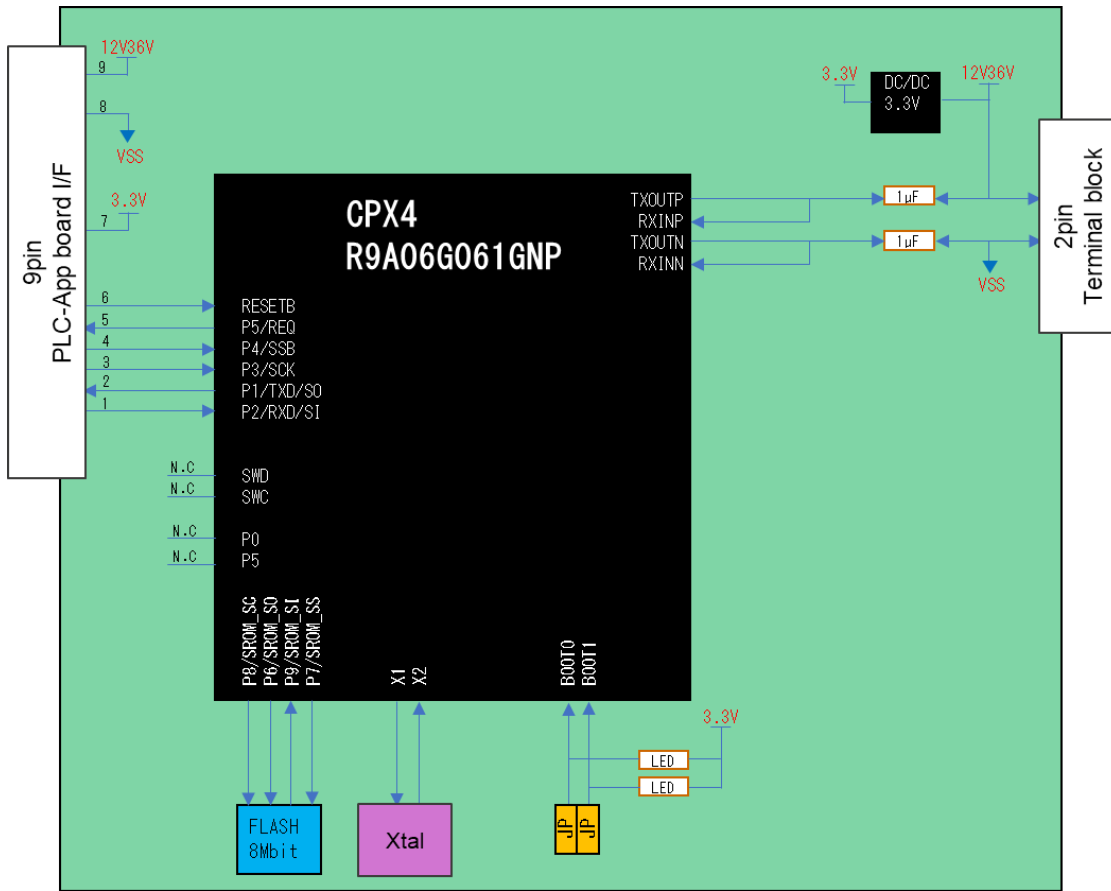 9pin
PLC-App board I/F
12V36V
9
8
VSS
3.3V
7
6
5
4
3
2
1
CPX4
R9A06G061GNP
RESETB
P5/REQ
P4/SSB
P3/SCK
P1/TXD/SO
P2/RXD/SI
N.C
SWD
N.C
SWC
N.C
P0
N.C
P5
TXOUTP
RXINP
TXOUTN
RXINN
3.3V
DC/DC
3.3V
12V36V
1μF
1μF
VSS
2pin
Terminal block
P8/SROM_SC
P6/SROM_SO
P9/SROM_SI
P7/SROM_SS
X1
X2
BOOT0
BOOT1
3.3V
LED
LED
FLASH
8Mbit
Xtal
JP
JP